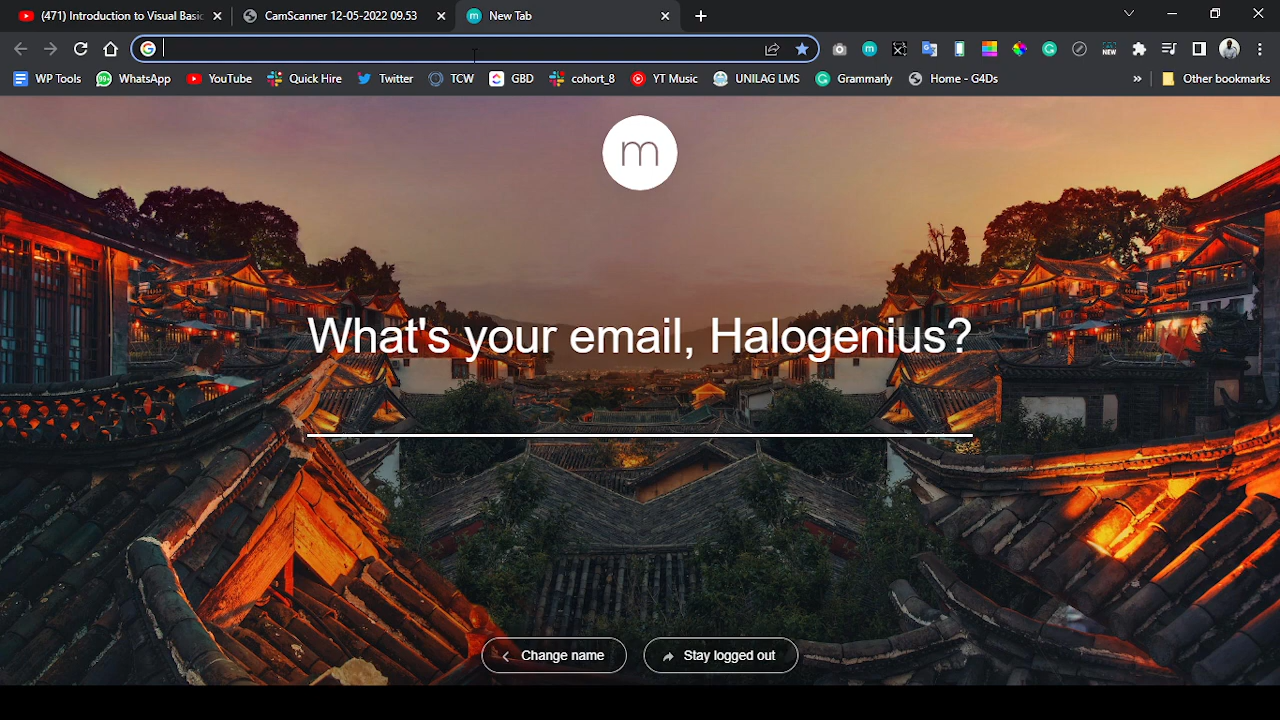 (471) Introduction to Visual Basic
CamScanner 12-05-2022 09.53
m
New Tab
G
m
NEW
WP Tools
99+
WhatsApp
YouTube
Quick Hire
Twitter
TCW
GBD
cohort_8
YT Music
UNILAG LMS
Grammarly
Home - G4Ds
»
Other bookmarks
m
What's your email, Halogenius?
Change name
Stay logged out